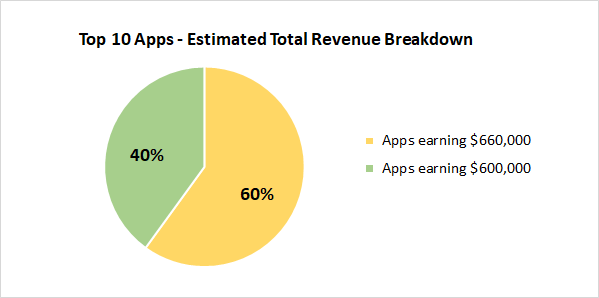 Top 10 Apps - Estimated Total Revenue Breakdown
40%
60%
Apps earning $660,000
Apps earning $600,000